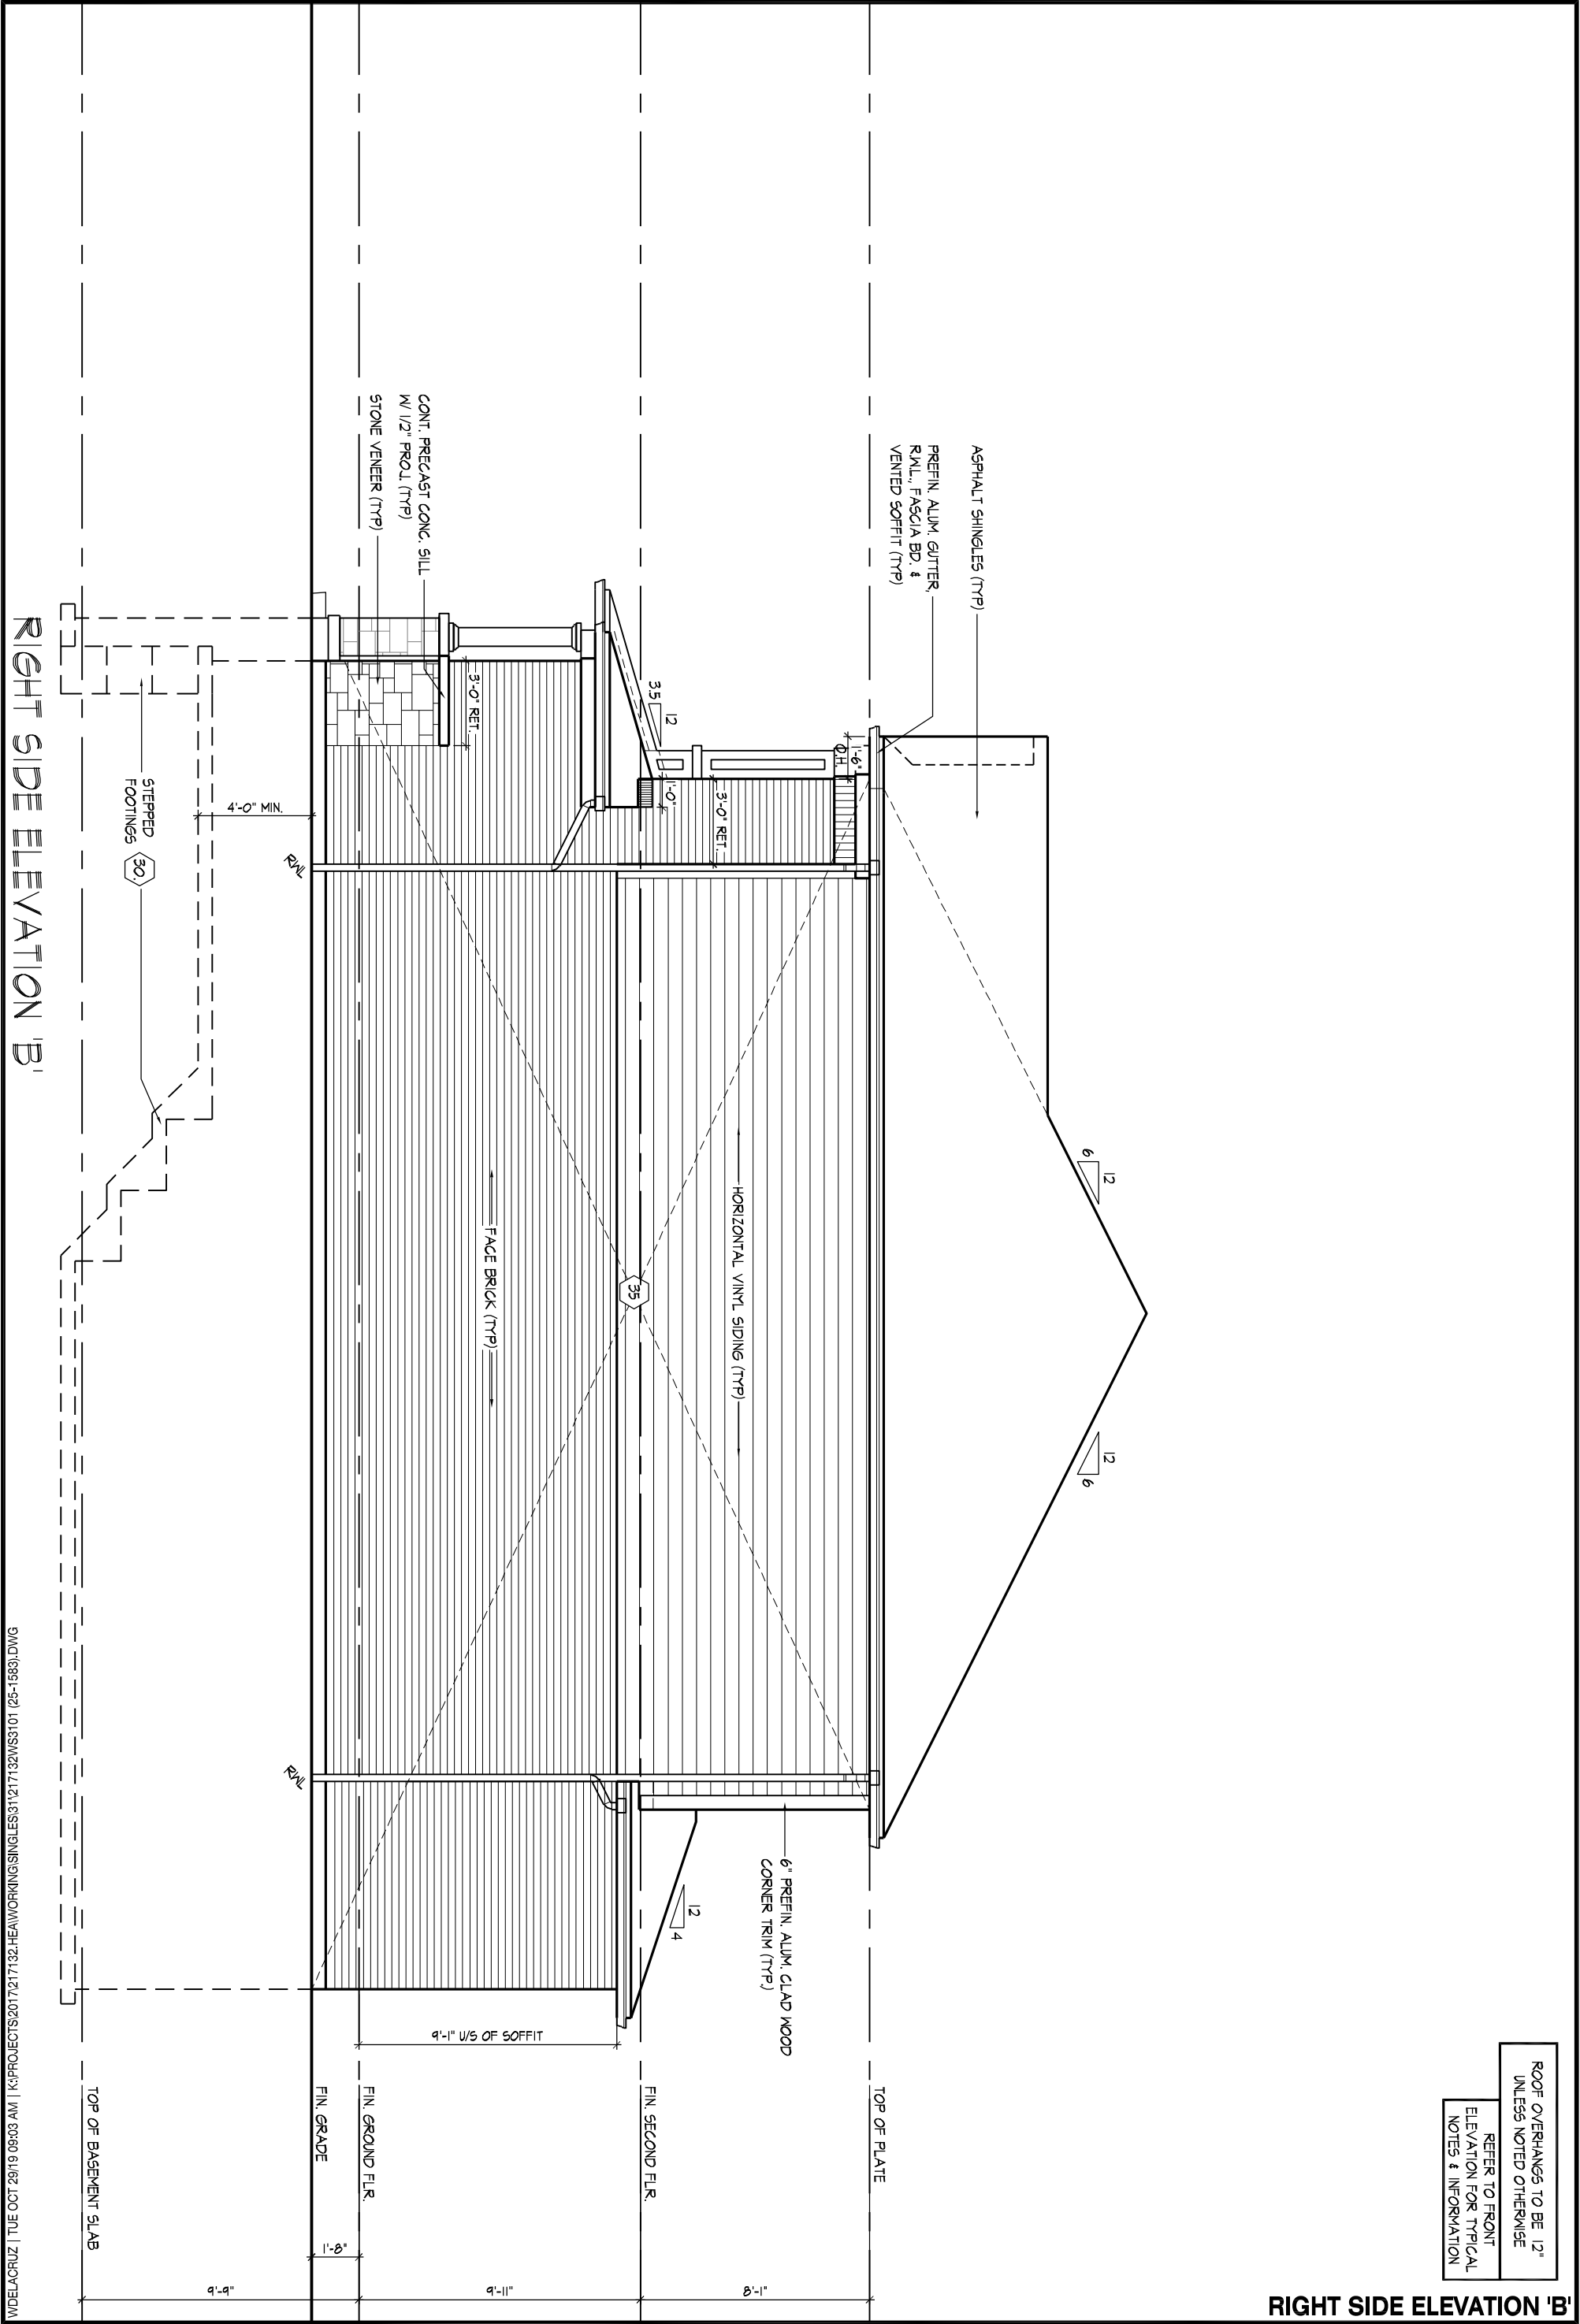 ROOF OVERHANGS TO BE 12"
UNLESS NOTED OTHERWISE
REFER TO FRONT
ELEVATION FOR TYPICAL
NOTES & INFORMATION
RIGHT SIDE ELEVATION 'B'
12
6
12
6
ASPHALT SHINGLES (TYP)
PREFIN. ALUM. GUTTER,
R.W.L., FASCIA BD. &
VENTED SOFFIT (TYP)
1'-6"
O.H.
TOP OF PLATE
8'-1"
6" PREFIN. ALUM. CLAD WOOD
CORNER TRIM (TYP.)
HORIZONTAL VINYL SIDING (TYP)
3'-0" RET.
1'-0"
12
3.5
12
4
FIN. SECOND FLR.
35
9'-11"
FACE BRICK (TYP)
3'-0" RET.
CONT. PRECAST CONC. SILL
W/ 1/2" PROJ. (TYP)
STONE VENEER (TYP)
9'-1" U/S OF SOFFIT
FIN. GROUND FLR.
1'-8"
FIN. GRADE
RWL
RWL
4'-0" MIN.
9'-9"
STEPPED
FOOTINGS
30.
TOP OF BASEMENT SLAB
RIGHT SIDE ELEVATION 'B'
WDELACRUZ | TUE OCT 29/19 09:03 AM | K:\PROJECTS\2017\217132.HEA\WORKING\SINGLES\31'\217132WS3101 (25-1583).DWG